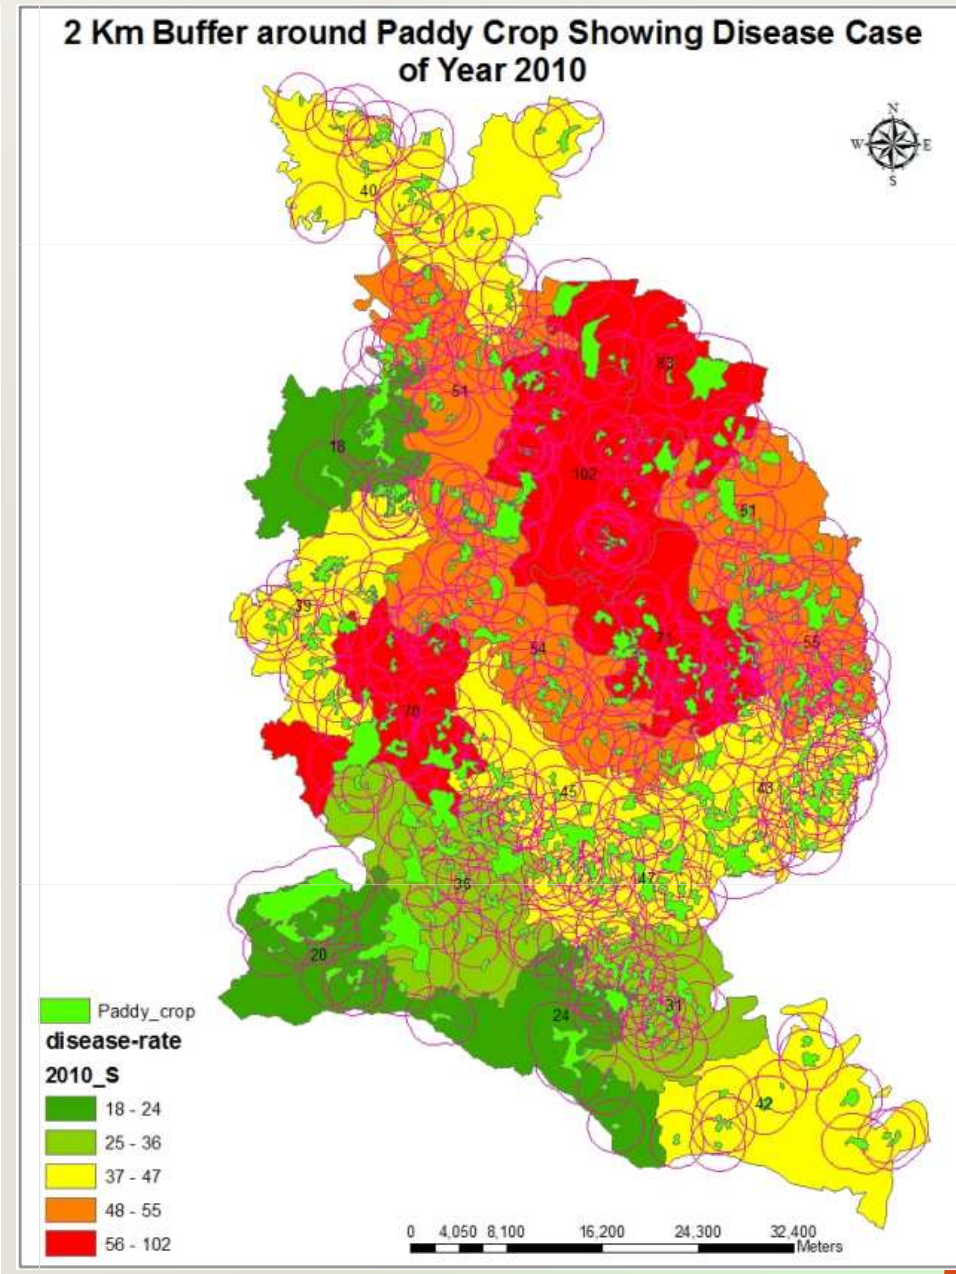 2 Km Buffer around Paddy Crop Showing Disease Case
of Year 2010
N
W E
S
40
83
51
18
102
51
39
71
55
54
70
45
43
47
36
20
31
24
42
Paddy_crop
disease-rate
2010_S
18 - 24
25 - 36
37 - 47
48 - 55
56 - 102
0 4,050 8,100 16,200 24,300 32,400
Meters